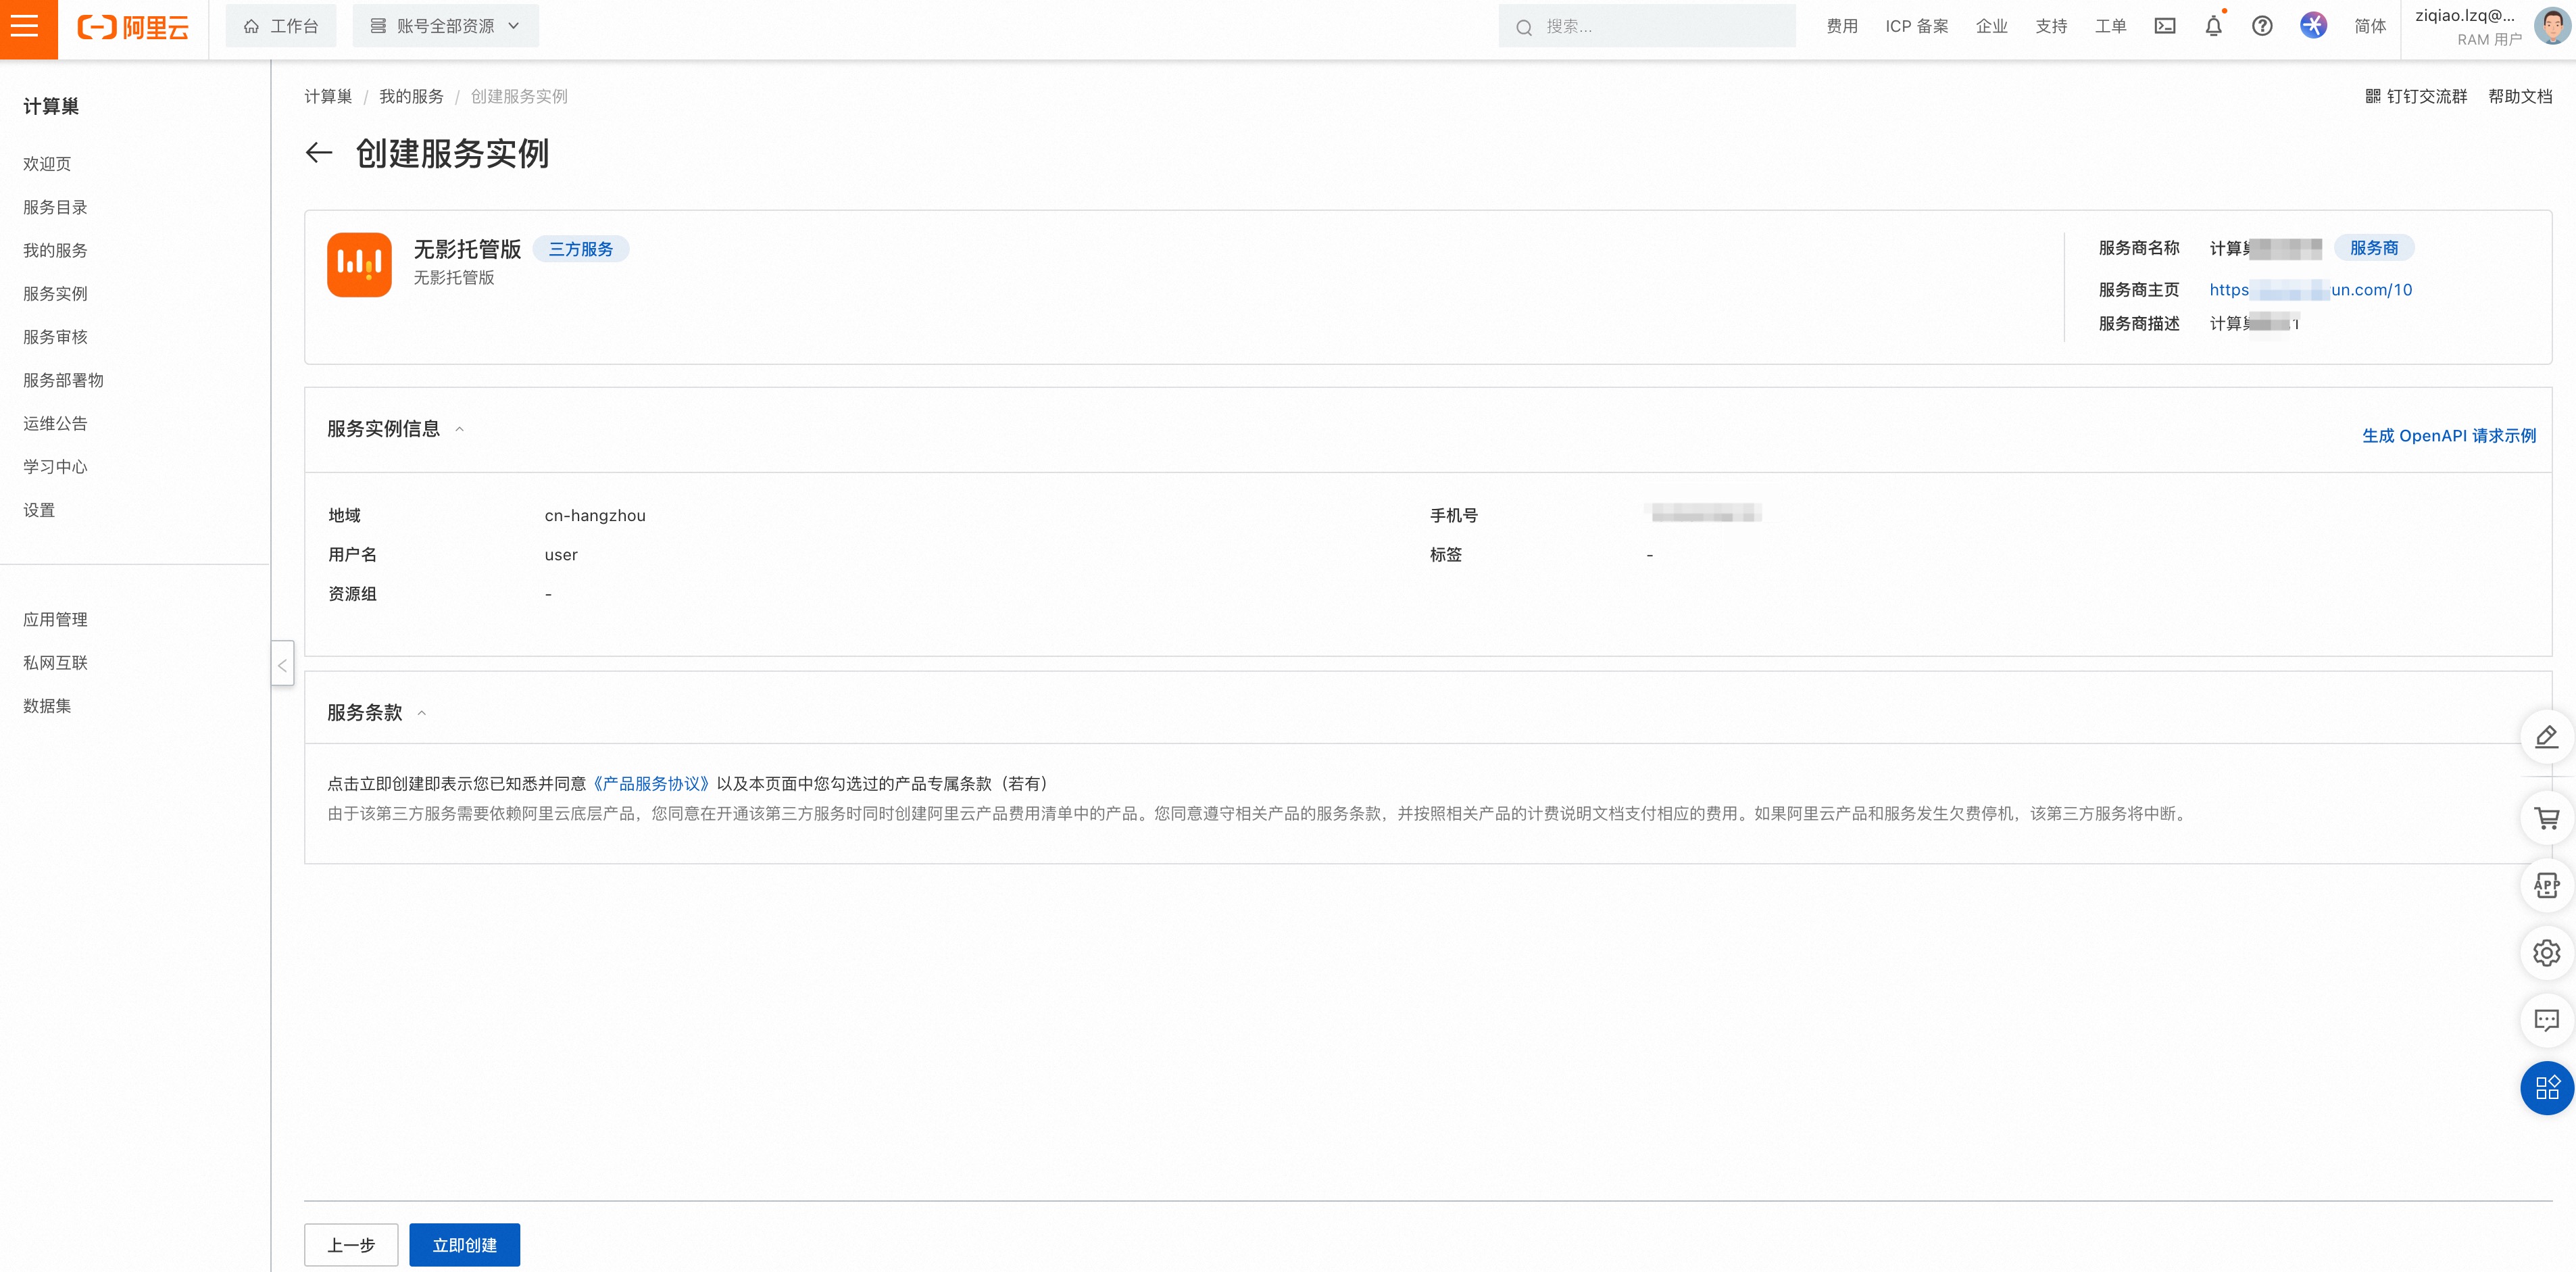 阿里云
工作台
账号全部资源
搜索...
费用
ICP 备案
企业
支持
工单
简体
ziqiao.lzq@...
RAM 用户
计算巢
欢迎页
服务目录
我的服务
服务实例
服务审核
服务部署物
运维公告
学习中心
设置
应用管理
私网互联
数据集
计算巢 / 我的服务 / 创建服务实例
钉钉交流群 帮助文档
创建服务实例
无影托管版 三方服务
无影托管版
服务商名称 计算 服务商
服务商主页 https un.com/10
服务商描述 计算
服务实例信息
生成 OpenAPI 请求示例
地域 cn-hangzhou 手机号
用户名 user 标签 -
资源组 -
服务条款
点击立即创建即表示您已知悉并同意《产品服务协议》以及本页面中您勾选过的产品专属条款（若有）
由于该第三方服务需要依赖阿里云底层产品，您同意在开通该第三方服务时同时创建阿里云产品费用清单中的产品。您同意遵守相关产品的服务条款，并按照相关产品的计费说明文档支付相应的费用。如果阿里云产品和服务发生欠费停机，该第三方服务将中断。
APP
上一步 立即创建